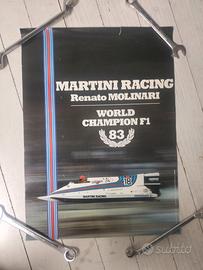 MARTINI RACING
Renato MOLINARI
WORLD
CHAMPION F1
83
MARTINI RACING
subito